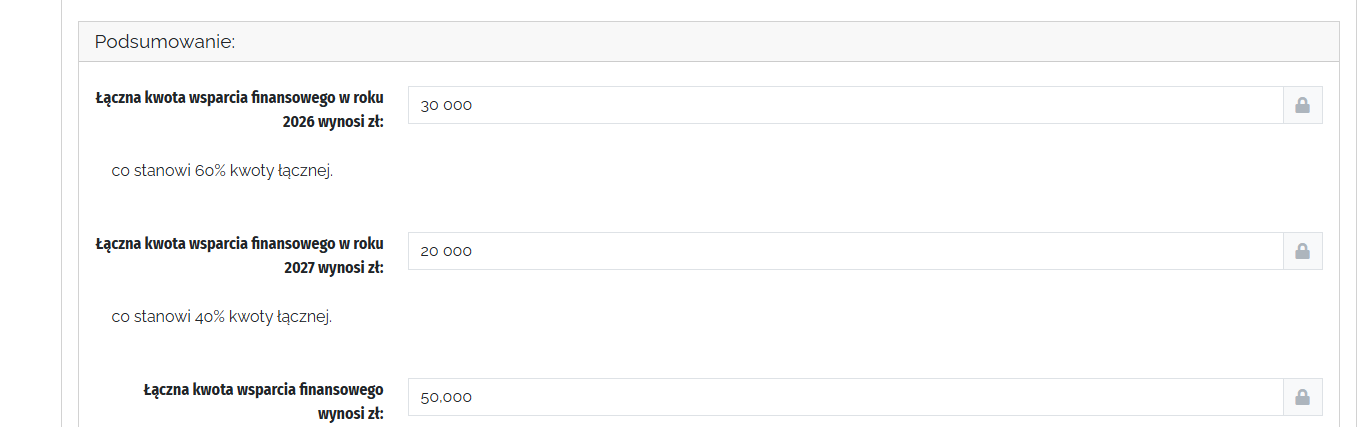 Podsumowanie:
Łączna kwota wsparcia finansowego w roku
2026 wynosi zł:
30 000
co stanowi 60% kwoty łącznej.
Łączna kwota wsparcia finansowego w roku
2027 wynosi zł:
20 000
co stanowi 40% kwoty łącznej.
Łączna kwota wsparcia finansowego
wynosi zł:
50,000